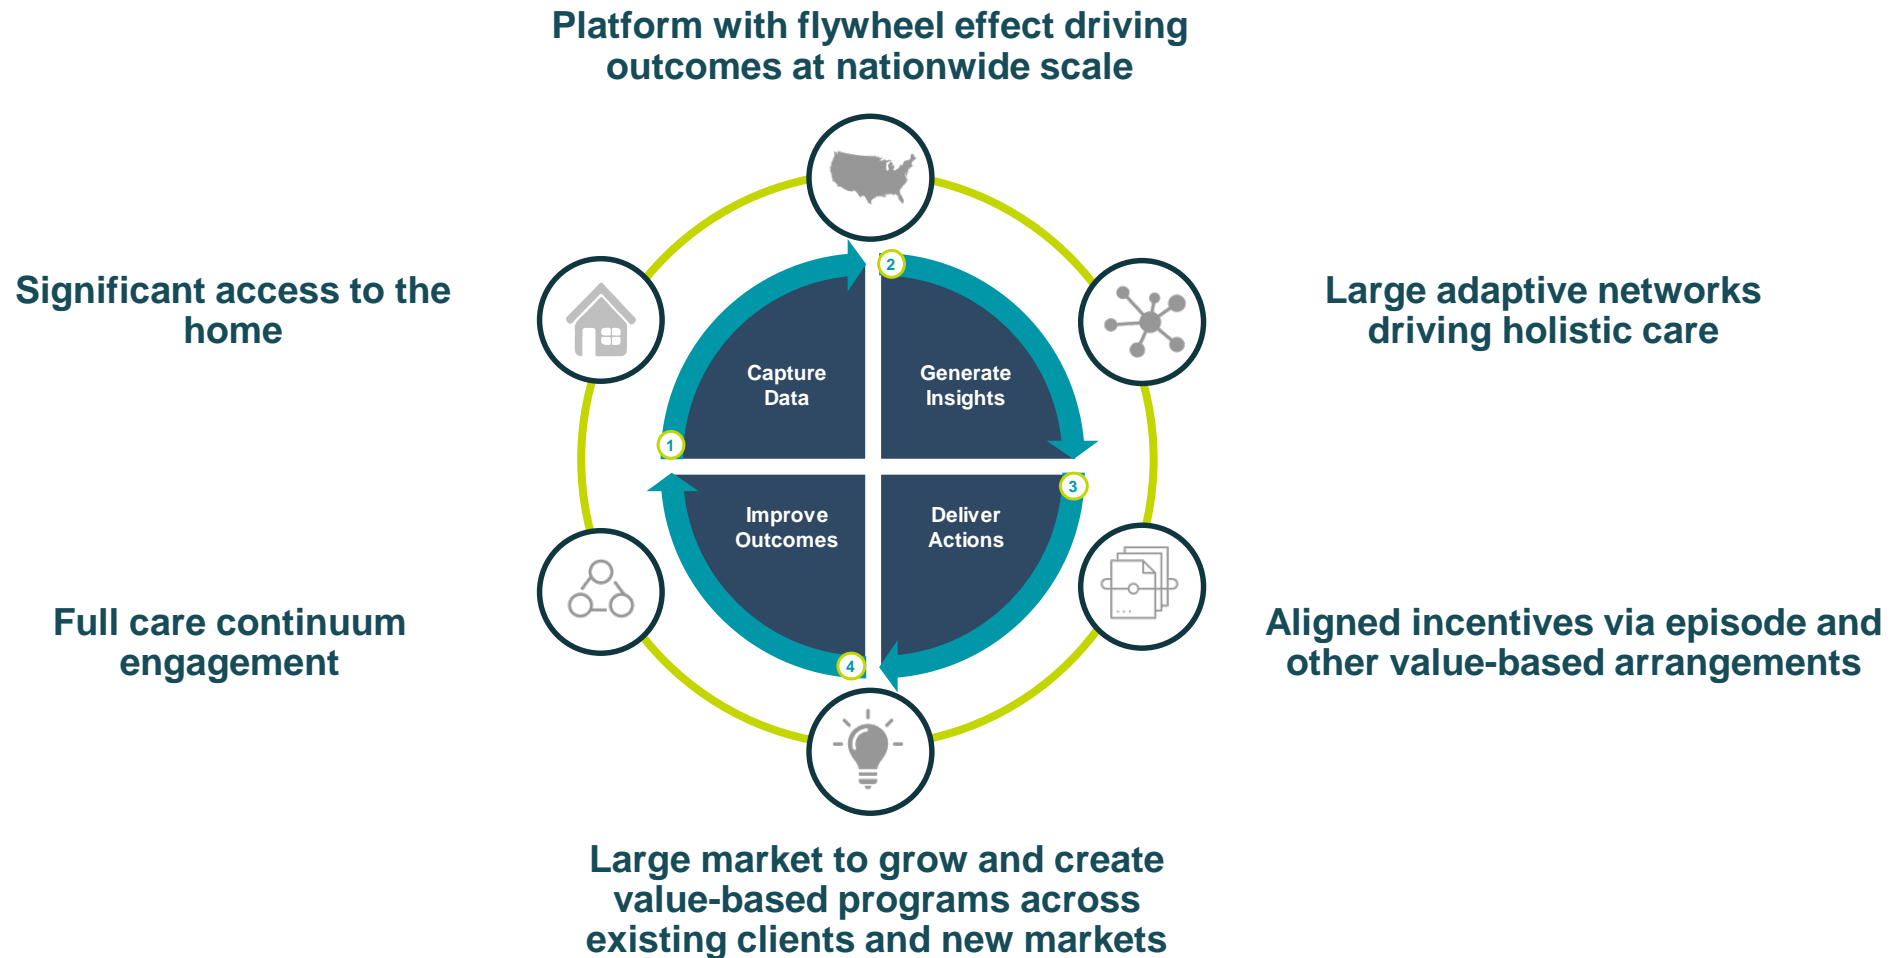 Platform with flywheel effect driving
outcomes at nationwide scale
Significant access to the
home
Large adaptive networks
driving holistic care
2
Capture
Data
Generate
Insights
1
3
Improve
Outcomes
Deliver
Actions
4
Full care continuum
engagement
Aligned incentives via episode and
other value-based arrangements
Large market to grow and create
value-based programs across
existing clients and new markets